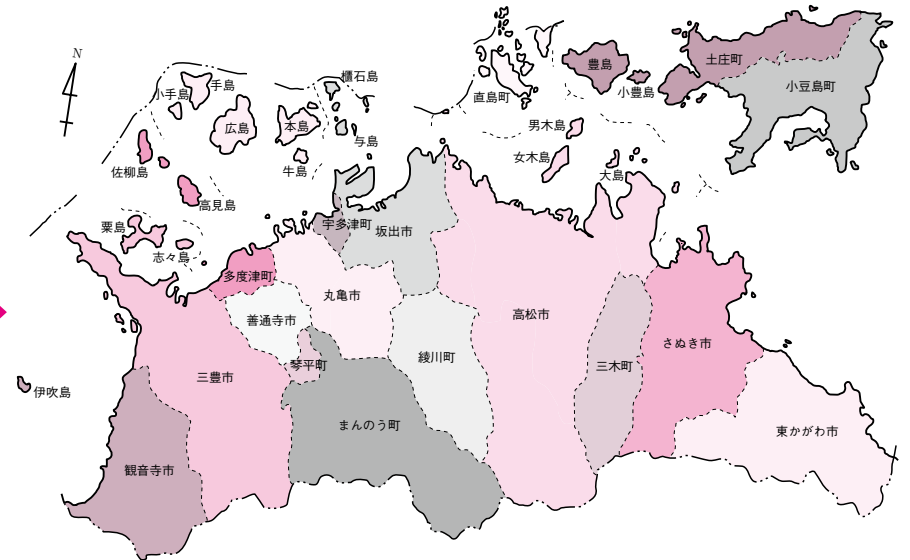 N
櫃石島
小手島
手島
広島
本島
与島
牛島
佐柳島
高見島
粟島
志々島
直島町
豊島
小豊島
土庄町
小豆島町
男木島
女木島
大島
宇多津町
坂出市
多度津町
丸亀市
善通寺市
琴平町
綾川町
高松市
三木町
さぬき市
三豊市
まんのう町
東かがわ市
伊吹島
観音寺市